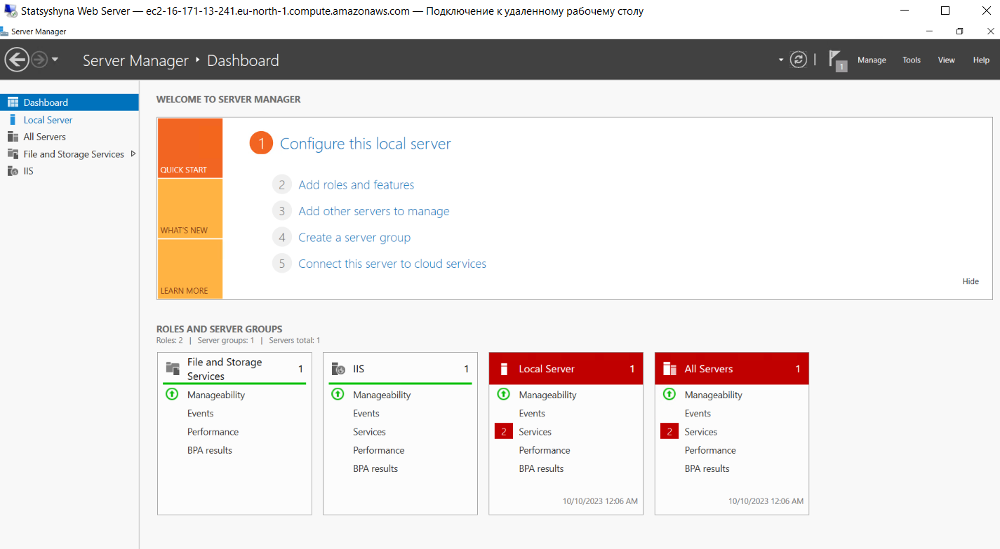 Statsyshyna Web Server — ec2-16-171-13-241.eu-north-1.compute.amazonaws.com — Подключение к удаленному рабочему столу
Server Manager
Server Manager ‣ Dashboard
1
Manage
Tools
View
Help
Dashboard
Local Server
All Servers
File and Storage Services
IIS
WELCOME TO SERVER MANAGER
QUICK START
WHAT'S NEW
LEARN MORE
1 Configure this local server
2 Add roles and features
3 Add other servers to manage
4 Create a server group
5 Connect this server to cloud services
Hide
ROLES AND SERVER GROUPS
Roles: 2 | Server groups: 1 | Servers total: 1
File and Storage
Services
1
Manageability
Events
Performance
BPA results
IIS 1
Manageability
Events
Services
Performance
BPA results
Local Server 1
Manageability
Events
2 Services
Performance
BPA results
10/10/2023 12:06 AM
All Servers 1
Manageability
Events
2 Services
Performance
BPA results
10/10/2023 12:06 AM